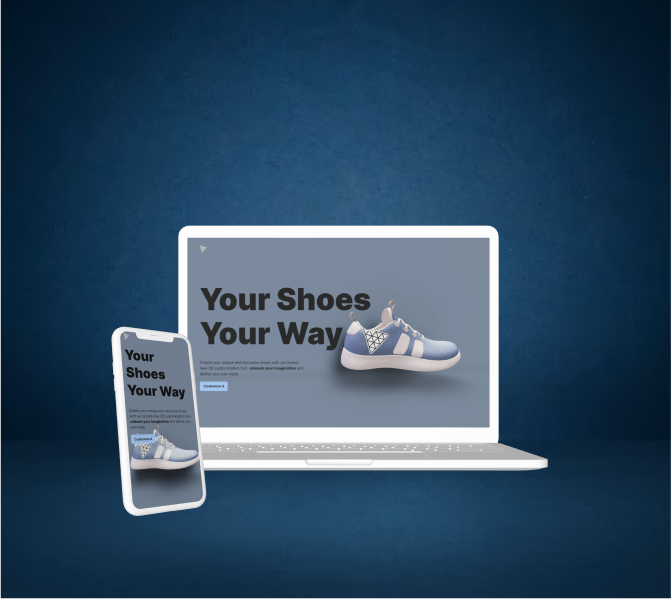 Your Shoes
Your Way
Create your unique and exclusive shoes with our brand-
new 3D customization tool. unleash your imagination and
define your own style.
Customize It
Your
Shoes
Your Way
Create your unique and exclusive shoes
with our brand-new 3D customization
unleash your imagination and define your
own style.
Customize It